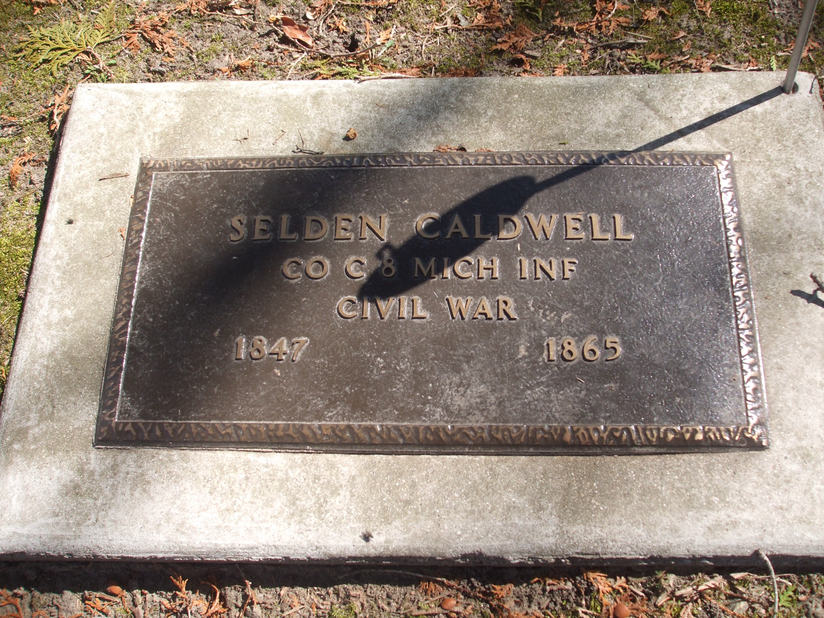 SELDEN CALDWELL
CO C 8 MICH INF
CIVIL WAR
1847 1865